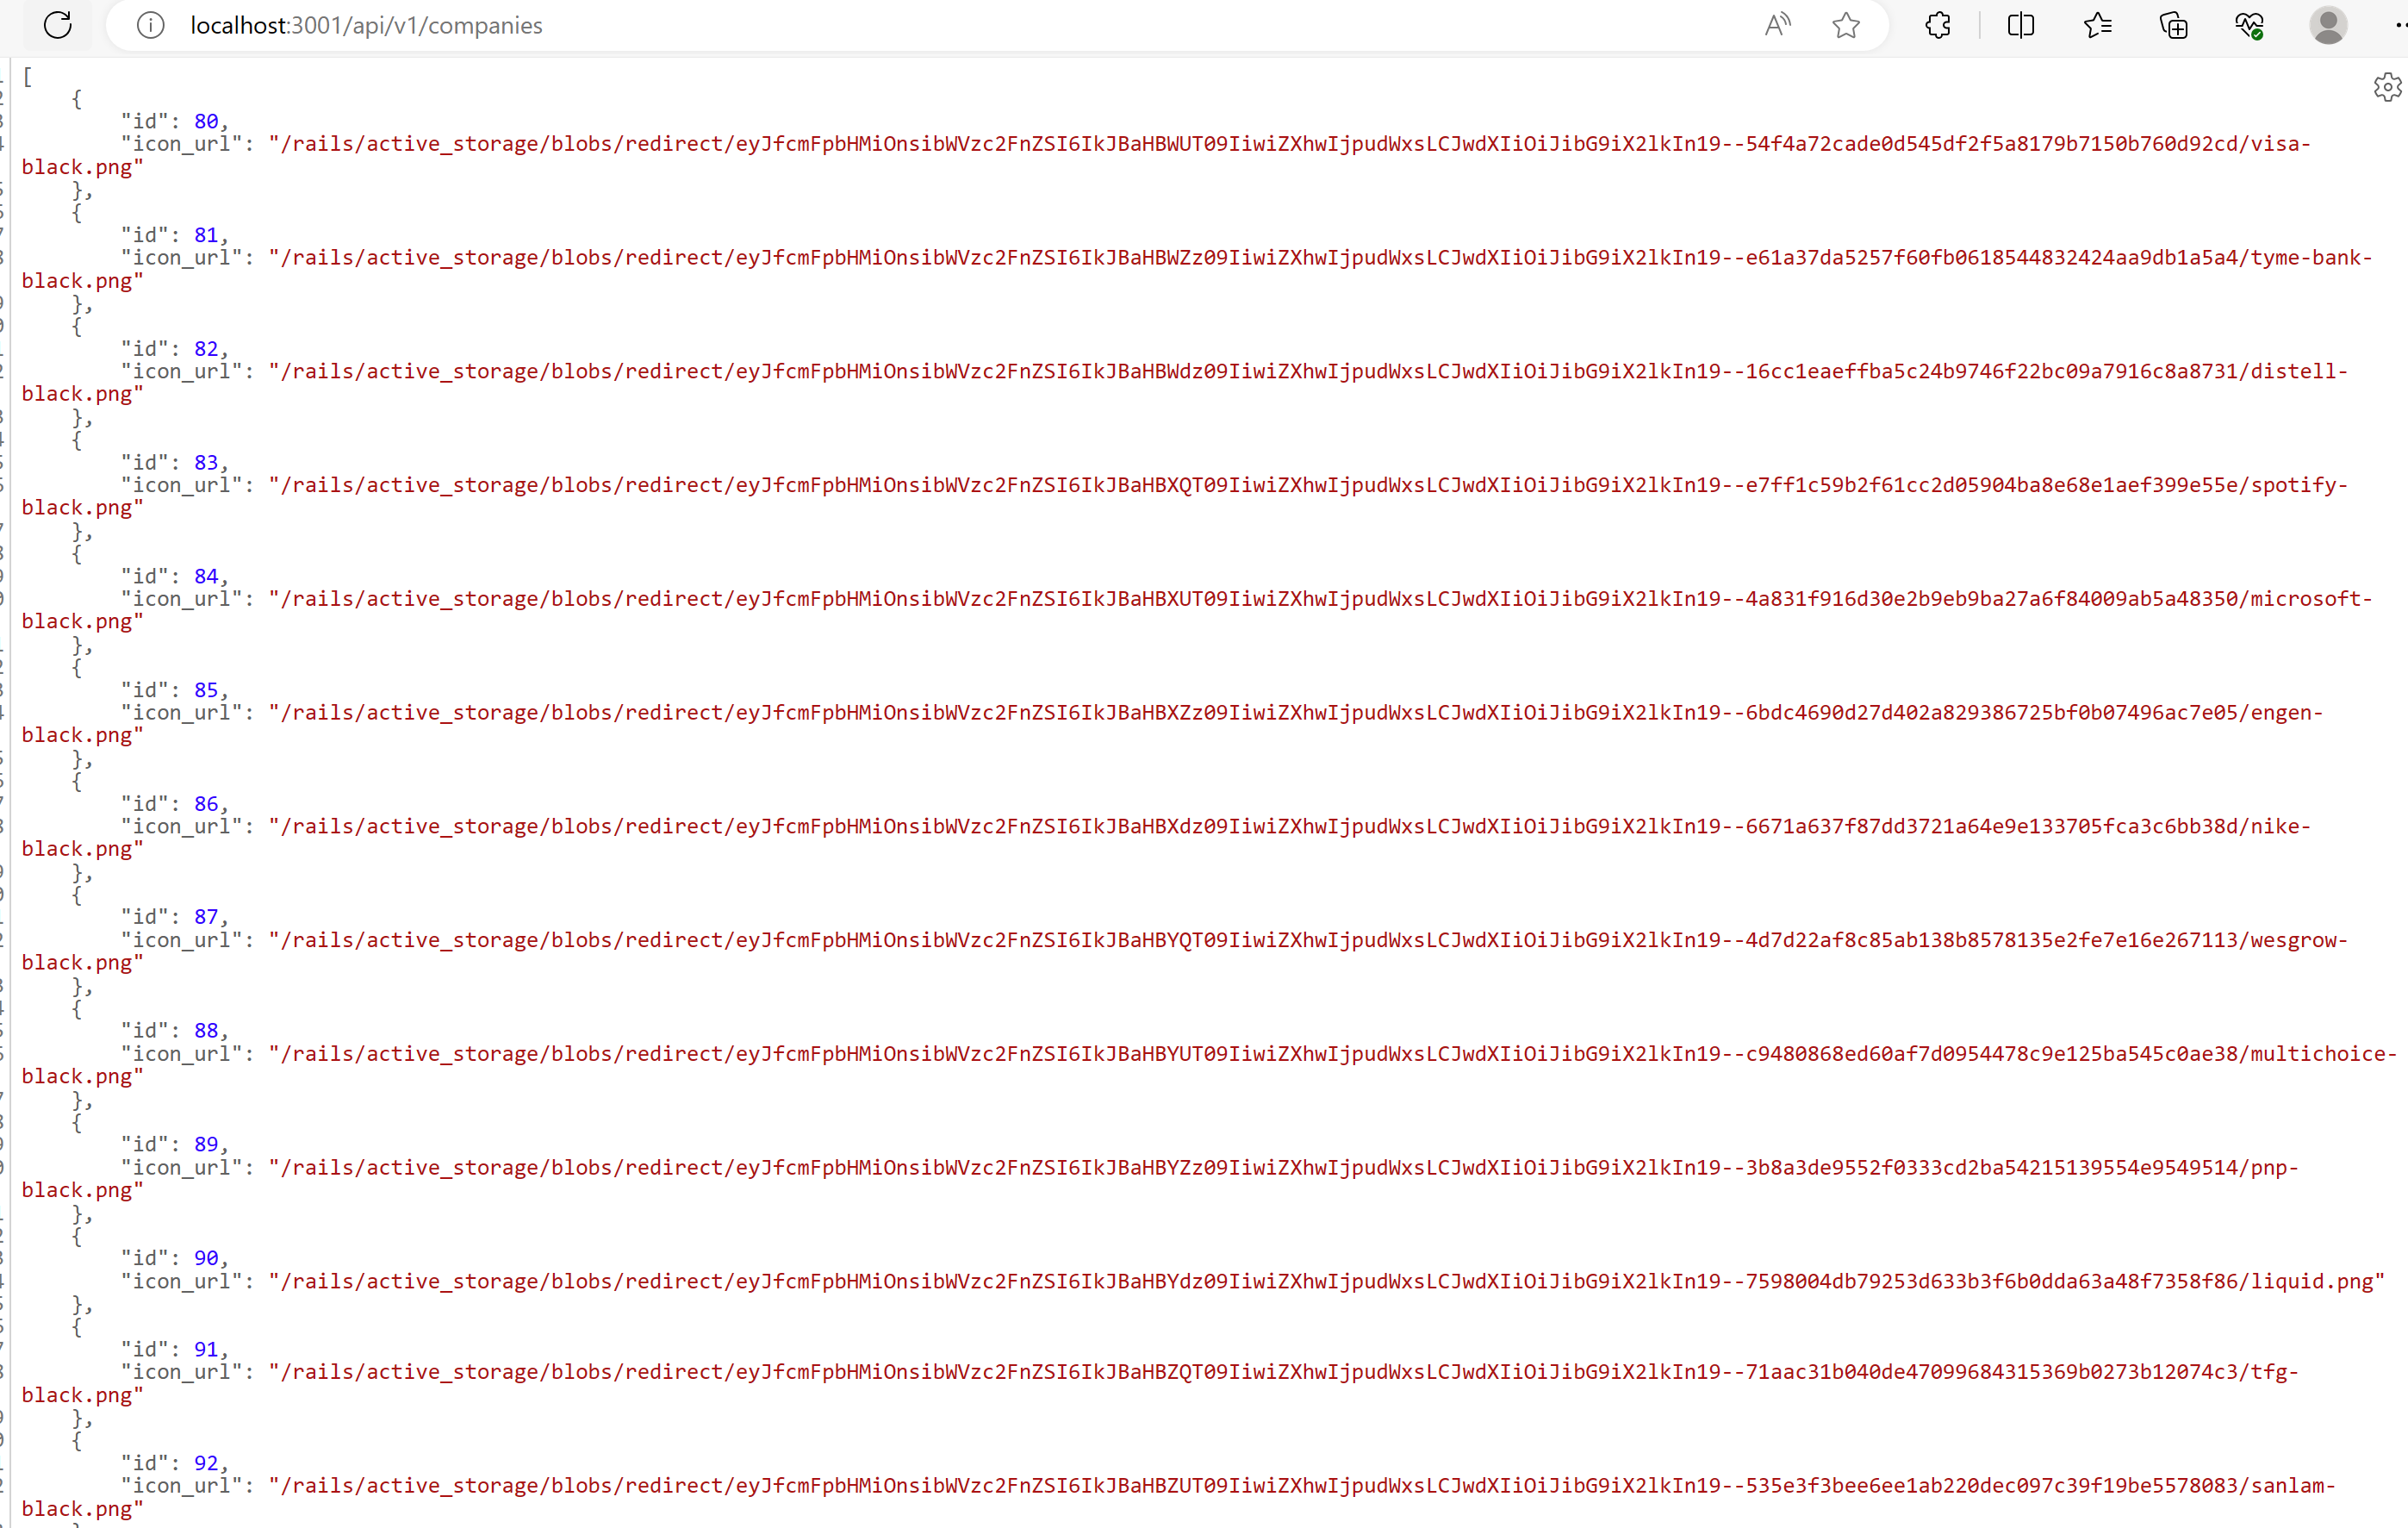 localhost:3001/api/v1/companies
[
{
"id": 80,
"icon_url": "/rails/active_storage/blobs/redirect/eyJfcmFpbHMiOnsibWVzc2FnZSI6IkJBaHBWUT09IiwiZXhwIjpudWxsLCJwdXIiOiJibG9iX2lkIn19--54f4a72cade0d545df2f5a8179b7150b760d92cd/visa-
black.png"
},
{
"id": 81,
"icon_url": "/rails/active_storage/blobs/redirect/eyJfcmFpbHMiOnsibWVzc2FnZSI6IkJBaHBWZz09IiwiZXhwIjpudWxsLCJwdXIiOiJibG9iX2lkIn19--e61a37da5257f60fb0618544832424aa9db1a5a4/tyme-bank-
black.png"
},
{
"id": 82,
"icon_url": "/rails/active_storage/blobs/redirect/eyJfcmFpbHMiOnsibWVzc2FnZSI6IkJBaHBWdz09IiwiZXhwIjpudWxsLCJwdXIiOiJibG9iX2lkIn19--16cc1eaeffba5c24b9746f22bc09a7916c8a8731/distell-
black.png"
},
{
"id": 83,
"icon_url": "/rails/active_storage/blobs/redirect/eyJfcmFpbHMiOnsibWVzc2FnZSI6IkJBaHBXQT09IiwiZXhwIjpudWxsLCJwdXIiOiJibG9iX2lkIn19--e7ff1c59b2f61cc2d05904ba8e68e1aef399e55e/spotify-
black.png"
},
{
"id": 84,
"icon_url": "/rails/active_storage/blobs/redirect/eyJfcmFpbHMiOnsibWVzc2FnZSI6IkJBaHBXUT09IiwiZXhwIjpudWxsLCJwdXIiOiJibG9iX2lkIn19--4a831f916d30e2b9eb9ba27a6f84009ab5a48350/microsoft-
black.png"
},
{
"id": 85,
"icon_url": "/rails/active_storage/blobs/redirect/eyJfcmFpbHMiOnsibWVzc2FnZSI6IkJBaHBXZz09IiwiZXhwIjpudWxsLCJwdXIiOiJibG9iX2lkIn19--6bdc4690d27d402a829386725bf0b07496ac7e05/engen-
black.png"
},
{
"id": 86,
"icon_url": "/rails/active_storage/blobs/redirect/eyJfcmFpbHMiOnsibWVzc2FnZSI6IkJBaHBXdz09IiwiZXhwIjpudWxsLCJwdXIiOiJibG9iX2lkIn19--6671a637f87dd3721a64e9e133705fca3c6bb38d/nike-
black.png"
},
{
"id": 87,
"icon_url": "/rails/active_storage/blobs/redirect/eyJfcmFpbHMiOnsibWVzc2FnZSI6IkJBaHBYQT09IiwiZXhwIjpudWxsLCJwdXIiOiJibG9iX2lkIn19--4d7d22af8c85ab138b8578135e2fe7e16e267113/wesgrow-
black.png"
},
{
"id": 88,
"icon_url": "/rails/active_storage/blobs/redirect/eyJfcmFpbHMiOnsibWVzc2FnZSI6IkJBaHBYUT09IiwiZXhwIjpudWxsLCJwdXIiOiJibG9iX2lkIn19--c9480868ed60af7d0954478c9e125ba545c0ae38/multichoice-
black.png"
},
{
"id": 89,
"icon_url": "/rails/active_storage/blobs/redirect/eyJfcmFpbHMiOnsibWVzc2FnZSI6IkJBaHBYZz09IiwiZXhwIjpudWxsLCJwdXIiOiJibG9iX2lkIn19--3b8a3de9552f0333cd2ba54215139554e9549514/pnp-
black.png"
},
{
"id": 90,
"icon_url": "/rails/active_storage/blobs/redirect/eyJfcmFpbHMiOnsibWVzc2FnZSI6IkJBaHBYdz09IiwiZXhwIjpudWxsLCJwdXIiOiJibG9iX2lkIn19--7598004db79253d633b3f6b0dda63a48f7358f86/liquid.png"
},
{
"id": 91,
"icon_url": "/rails/active_storage/blobs/redirect/eyJfcmFpbHMiOnsibWVzc2FnZSI6IkJBaHBZQT09IiwiZXhwIjpudWxsLCJwdXIiOiJibG9iX2lkIn19--71aac31b040de47099684315369b0273b12074c3/tfg-
black.png"
},
{
"id": 92,
"icon_url": "/rails/active_storage/blobs/redirect/eyJfcmFpbHMiOnsibWVzc2FnZSI6IkJBaHBZUT09IiwiZXhwIjpudWxsLCJwdXIiOiJibG9iX2lkIn19--535e3f3bee6ee1ab220dec097c39f19be5578083/sanlam-
black.png"